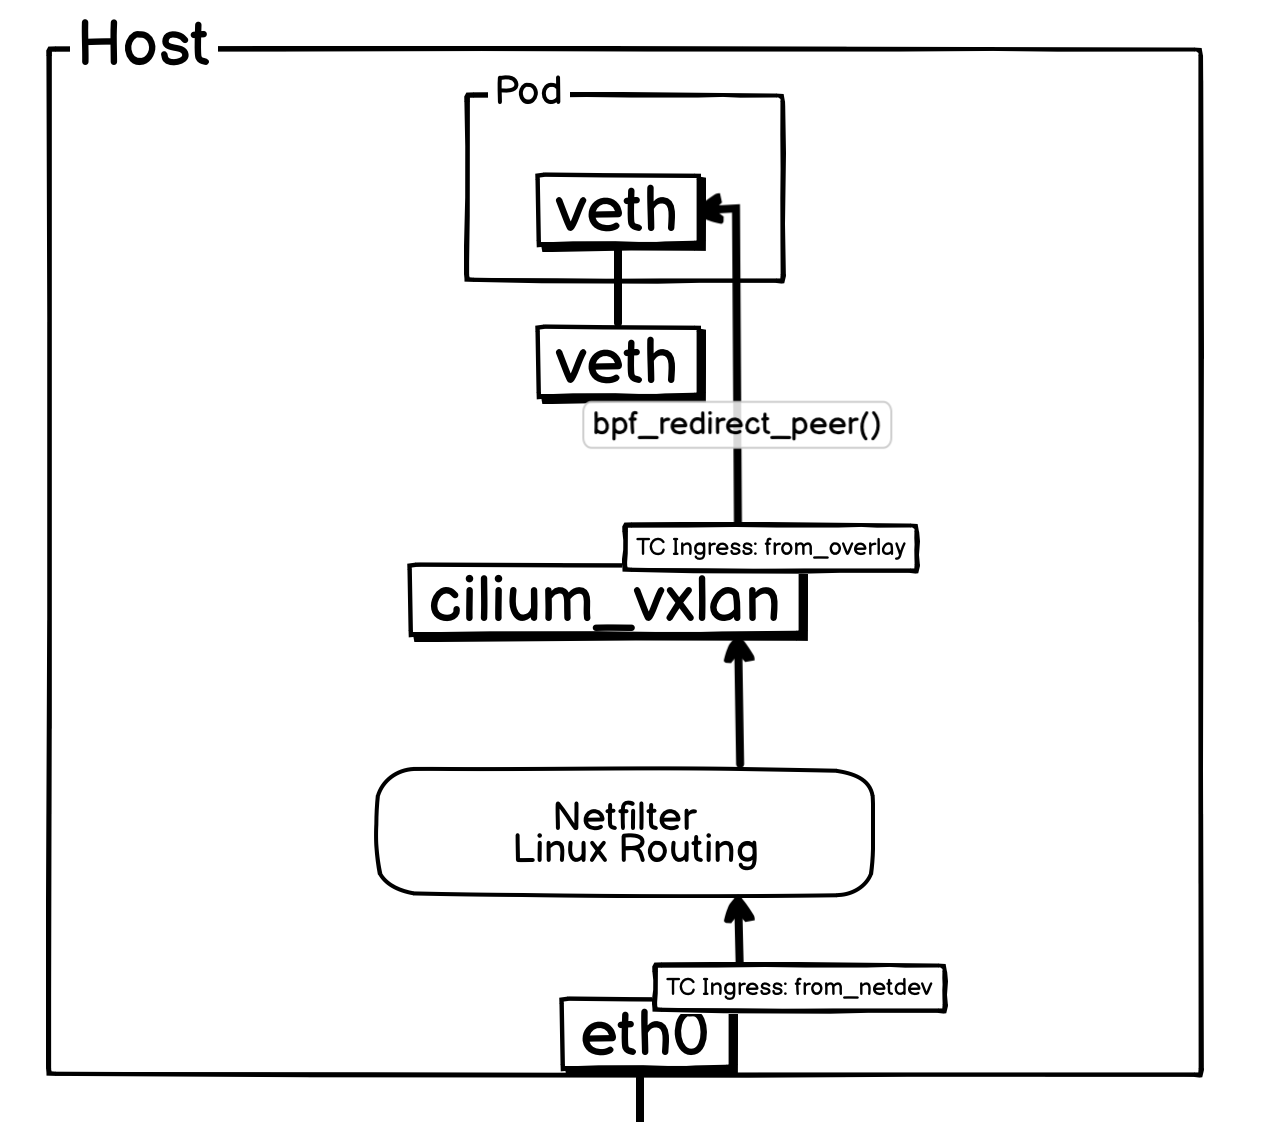 Host
Pod
veth
veth
bpf_redirect_peer()
TC Ingress: from_overlay
cilium_vxlan
Netfilter
Linux Routing
TC Ingress: from_netdev
eth0